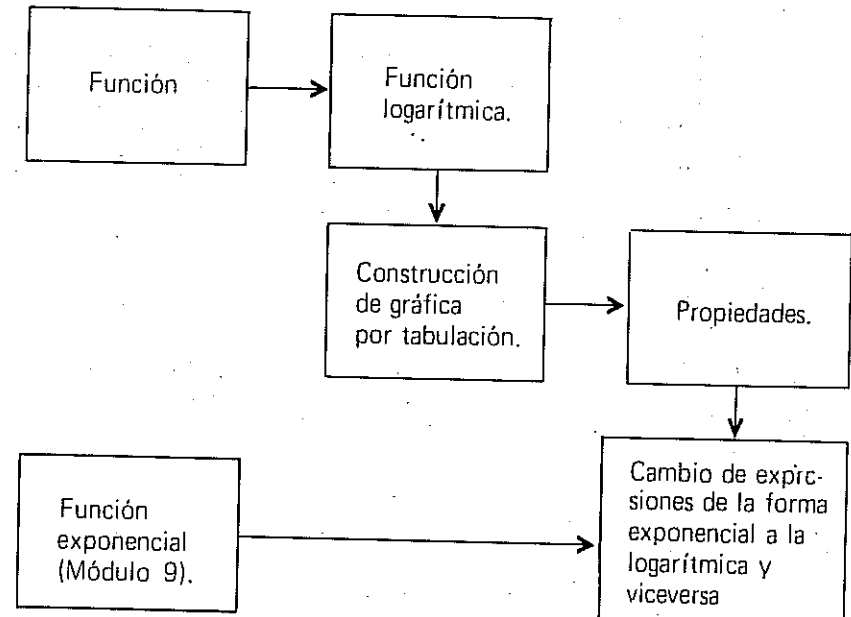 Función
Función
logarítmica.
Construcción
de gráfica
por tabulación.
Propiedades.
Función
exponencial
(Módulo 9).
Cambio de expre-
siones de la forma
exponencial a la
logarítmica y
viceversa